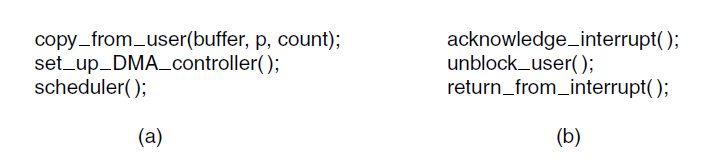 copy_from_user(buffer, p, count);
set_up_DMA_controller( );
scheduler( );
(a)
acknowledge_interrupt( );
unblock_user( );
return_from_interrupt( );
(b)